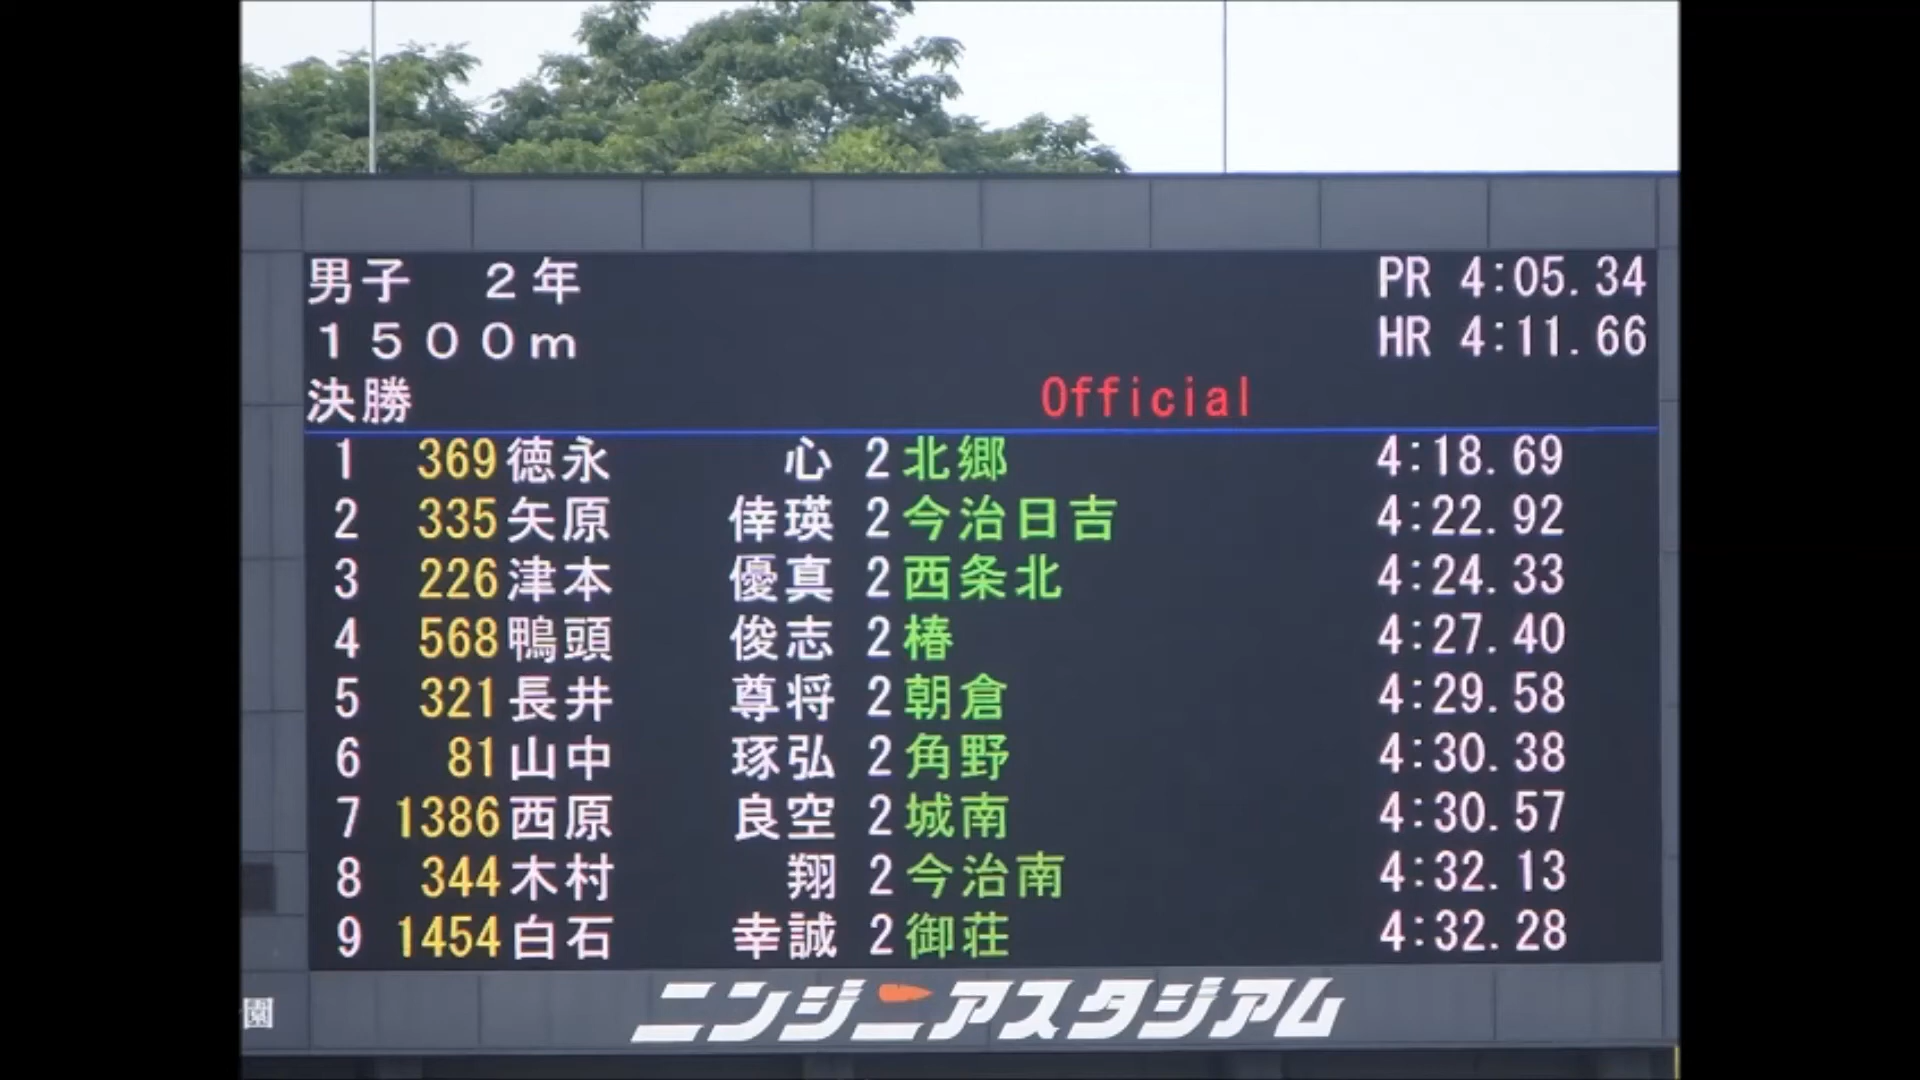 男子　２年 PR 4:05.34
１５００ｍ HR 4:11.66
決勝 Official
1 369 徳永 心 2 北郷 4:18.69
2 335 矢原 倖瑛 2 今治日吉 4:22.92
3 226 津本 優真 2 西条北 4:24.33
4 568 鴨頭 俊志 2 椿 4:27.40
5 321 長井 尊将 2 朝倉 4:29.58
6 81 山中 琢弘 2 角野 4:30.38
7 1386 西原 良空 2 城南 4:30.57
8 344 木村 翔 2 今治南 4:32.13
9 1454 白石 幸誠 2 御荘 4:32.28
園
ニンジニアスタジアム